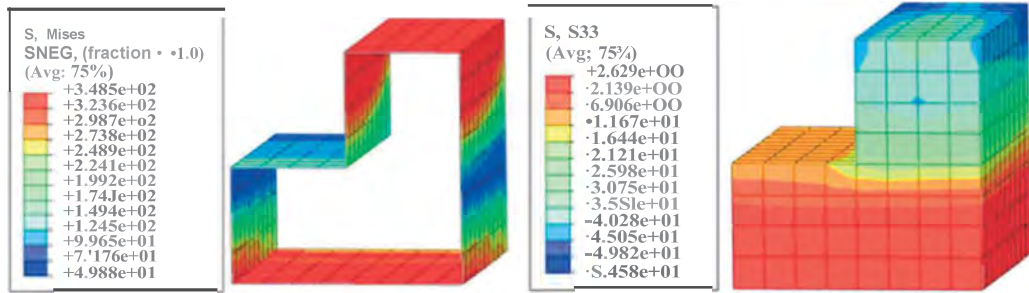 S, Mises
SNEG, (fraction • •1.0)
(Avg; 75%)
+3.485e+02
+3.236e+02
+2.987e+o2
+2.738e+02
+2.489e+02
+2.241e+02
+1.992e+02
+1.74Je+02
+1.494e+02
+1.245e+02
+9.965e+01
+7.'176e+01
+4.988e+01
S, S33
(Avy; 75¾)
+2.629e+OO
·2.139e+OO
·6.906e+OO
•1.167e+01
·1.644e+01
·2.121e+01
·2.598e+01
·3.075e+01
·3.5Sle+01
-4.028e+01
·4.505e+01
-4.982e+01
·S.458e+01